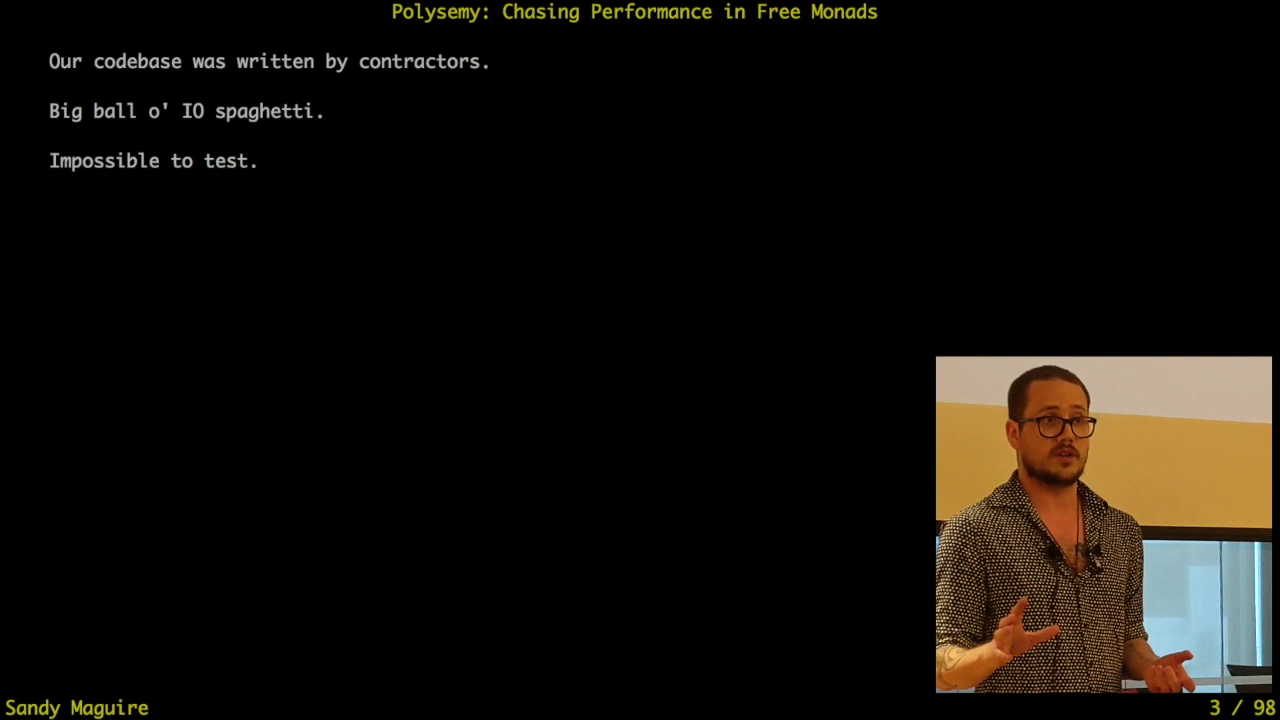 Polysemy: Chasing Performance in Free Monads
Our codebase was written by contractors.
Big ball o' IO spaghetti.
Impossible to test.
Sandy Maguire
3 / 98